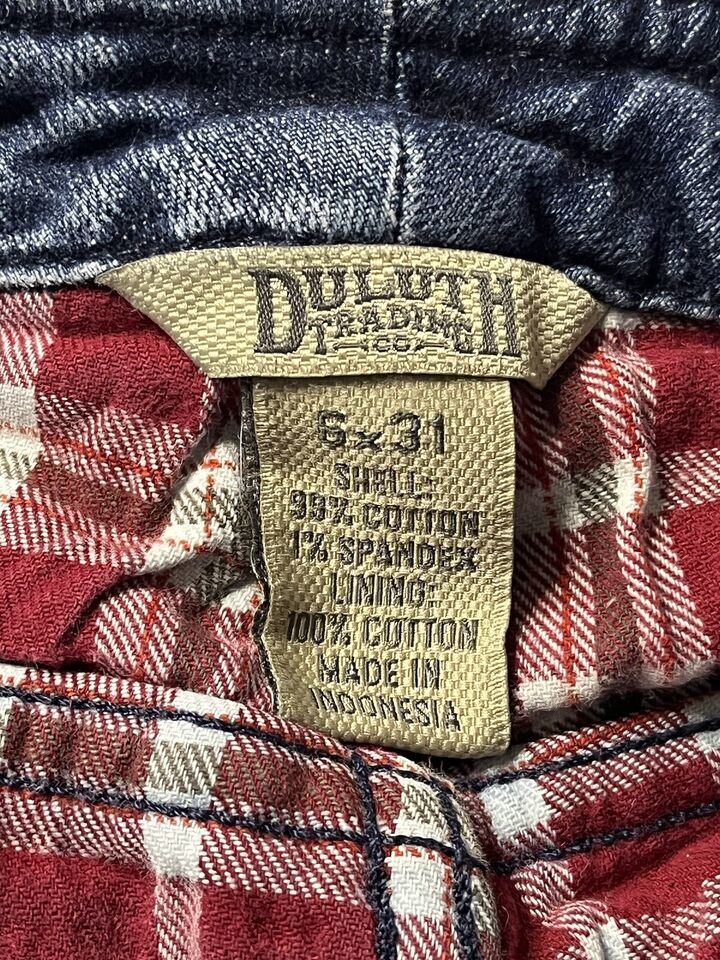 DULUTH
TRADING
CO
6x31
SHELL:
99% COTTON
1% SPANDEX
LINING:
100% COTTON
MADE IN
INDONESIA